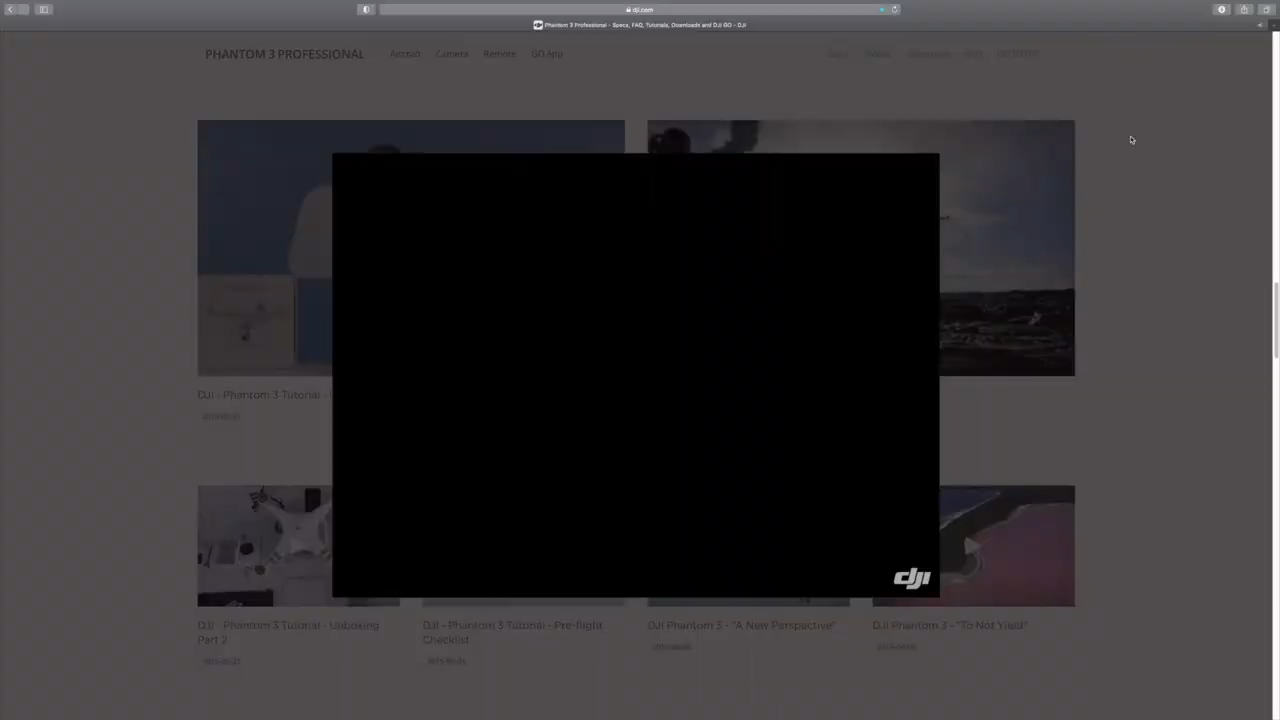 dji.com
Phantom 3 Professional - Specs, FAQ, Tutorials, Downloads and DJI GO - DJI
PHANTOM 3 PROFESSIONAL
Aircraft
Camera
Remote
GO App
DJI - Phantom 3 Tutorial -
dji
DJI - Phantom 3 Tutorial - Unboxing
Part 2
DJI - Phantom 3 Tutorial - Pre-flight
Checklist
DJI Phantom 3 - "A New Perspective"
DJI Phantom 3 - "To Not Yield"